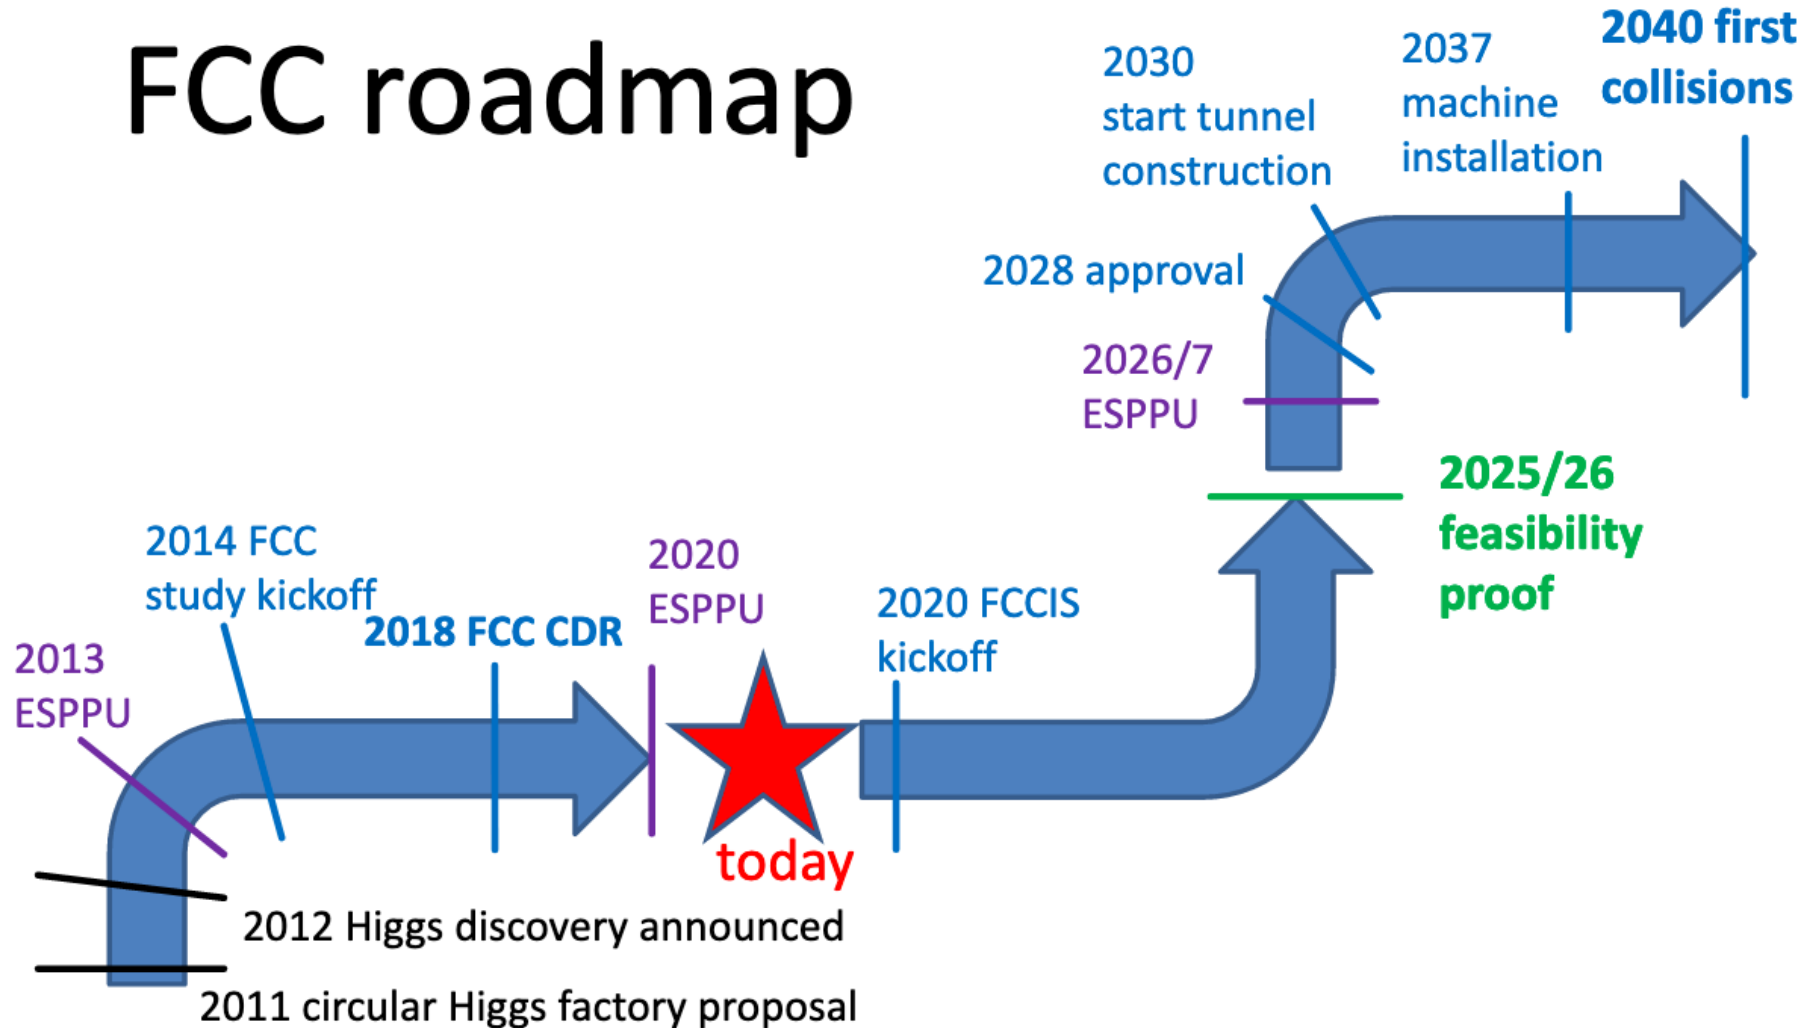 FCC roadmap
2011 circular Higgs factory proposal
2012 Higgs discovery announced
2013
ESPPU
2014 FCC
study kickoff
2018 FCC CDR
2020
ESPPU
today
2020 FCCIS
kickoff
2025/26
feasibility
proof
2026/7
ESPPU
2028 approval
2030
start tunnel
construction
2037
machine
installation
2040 first
collisions